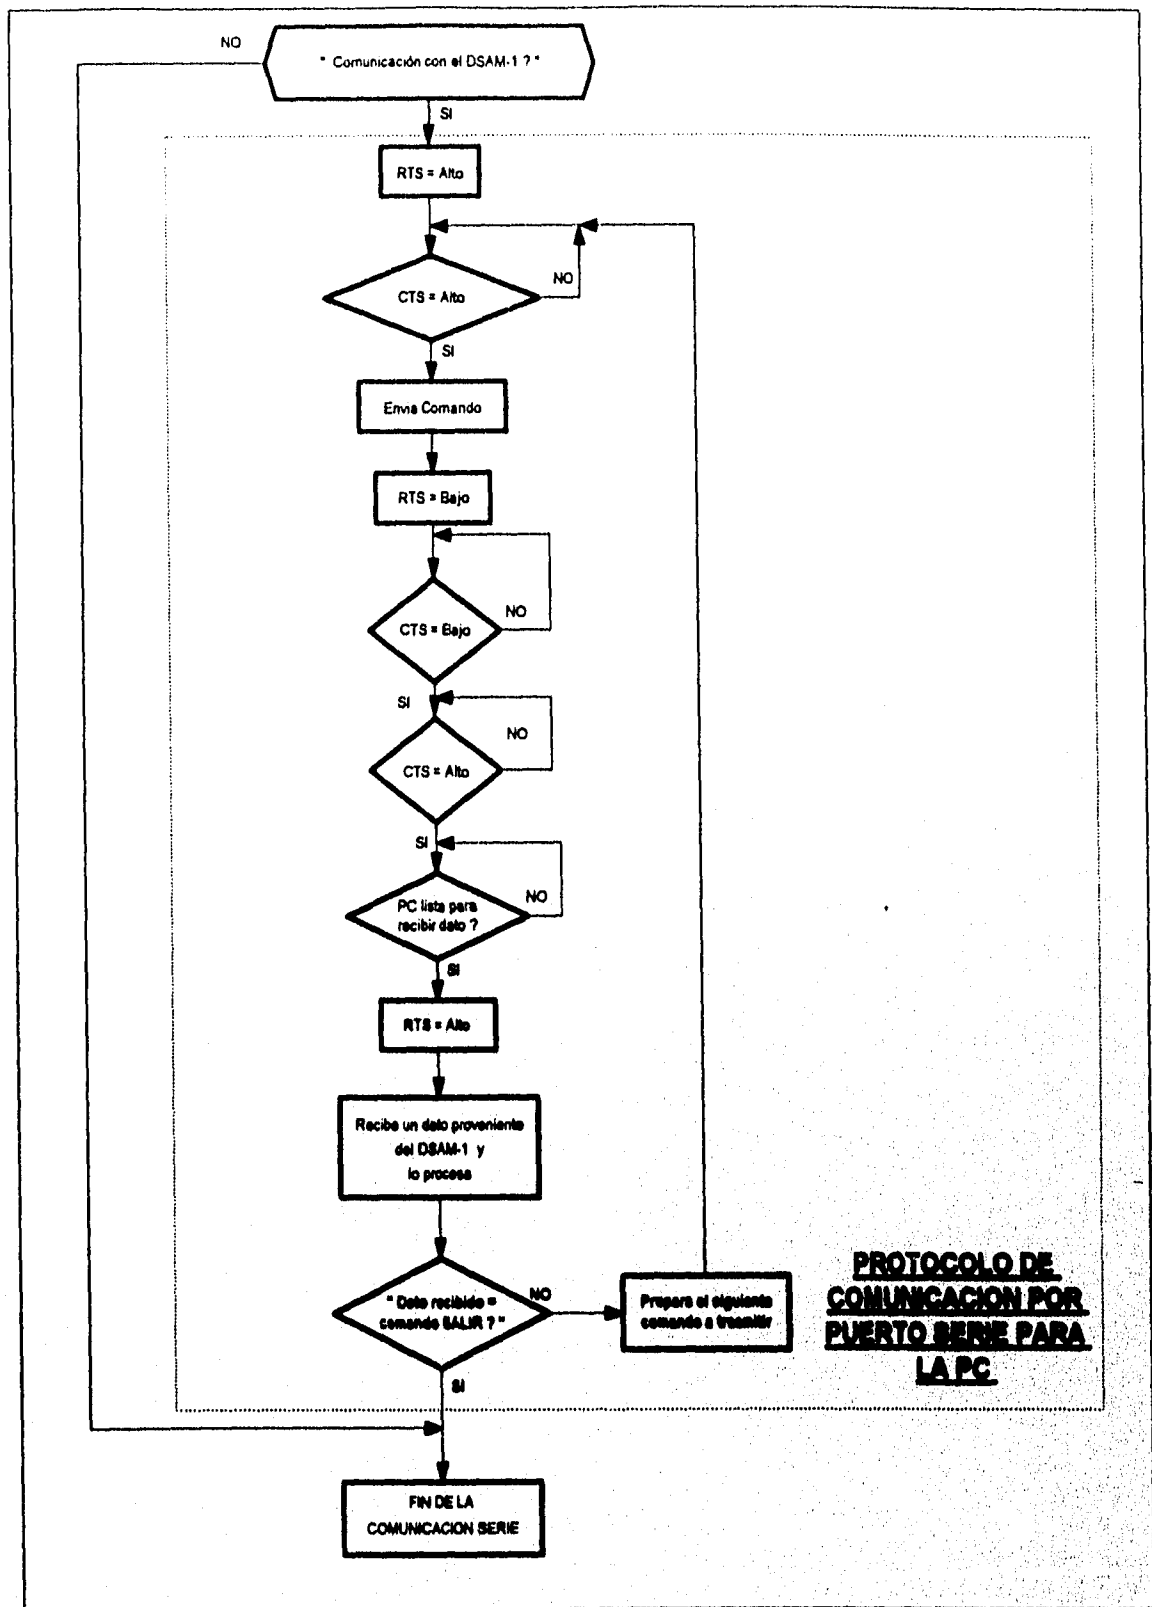 NO
" Comunicación con el DSAM-1 ? "
SI
RTS = Alto
CTS = Alto
NO
SI
Envia Comando
RTS = Bajo
CTS = Bajo
NO
SI
CTS = Alto
NO
SI
PC lista para
recibir dato ?
NO
SI
RTS = Alto
Recibe un dato proveniente
del DSAM-1 y
lo procesa
" Dato recibido =
comando SALIR ? "
NO
Prepara el siguiente
comando a trasmitir
SI
PROTOCOLO DE
COMUNICACION POR
PUERTO SERIE PARA
LA PC
FIN DE LA
COMUNICACION SERIE